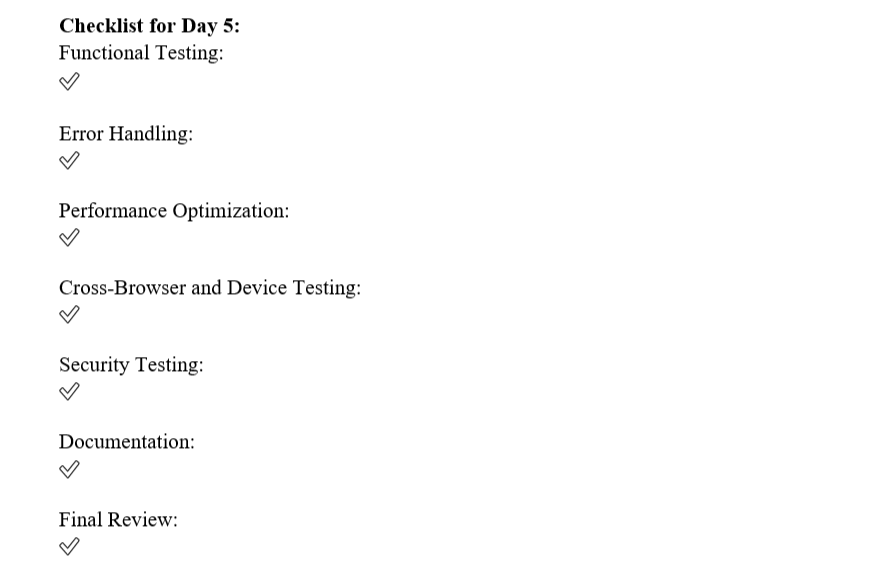 Checklist for Day 5:
Functional Testing:
✓
Error Handling:
✓
Performance Optimization:
✓
Cross-Browser and Device Testing:
✓
Security Testing:
✓
Documentation:
✓
Final Review:
✓